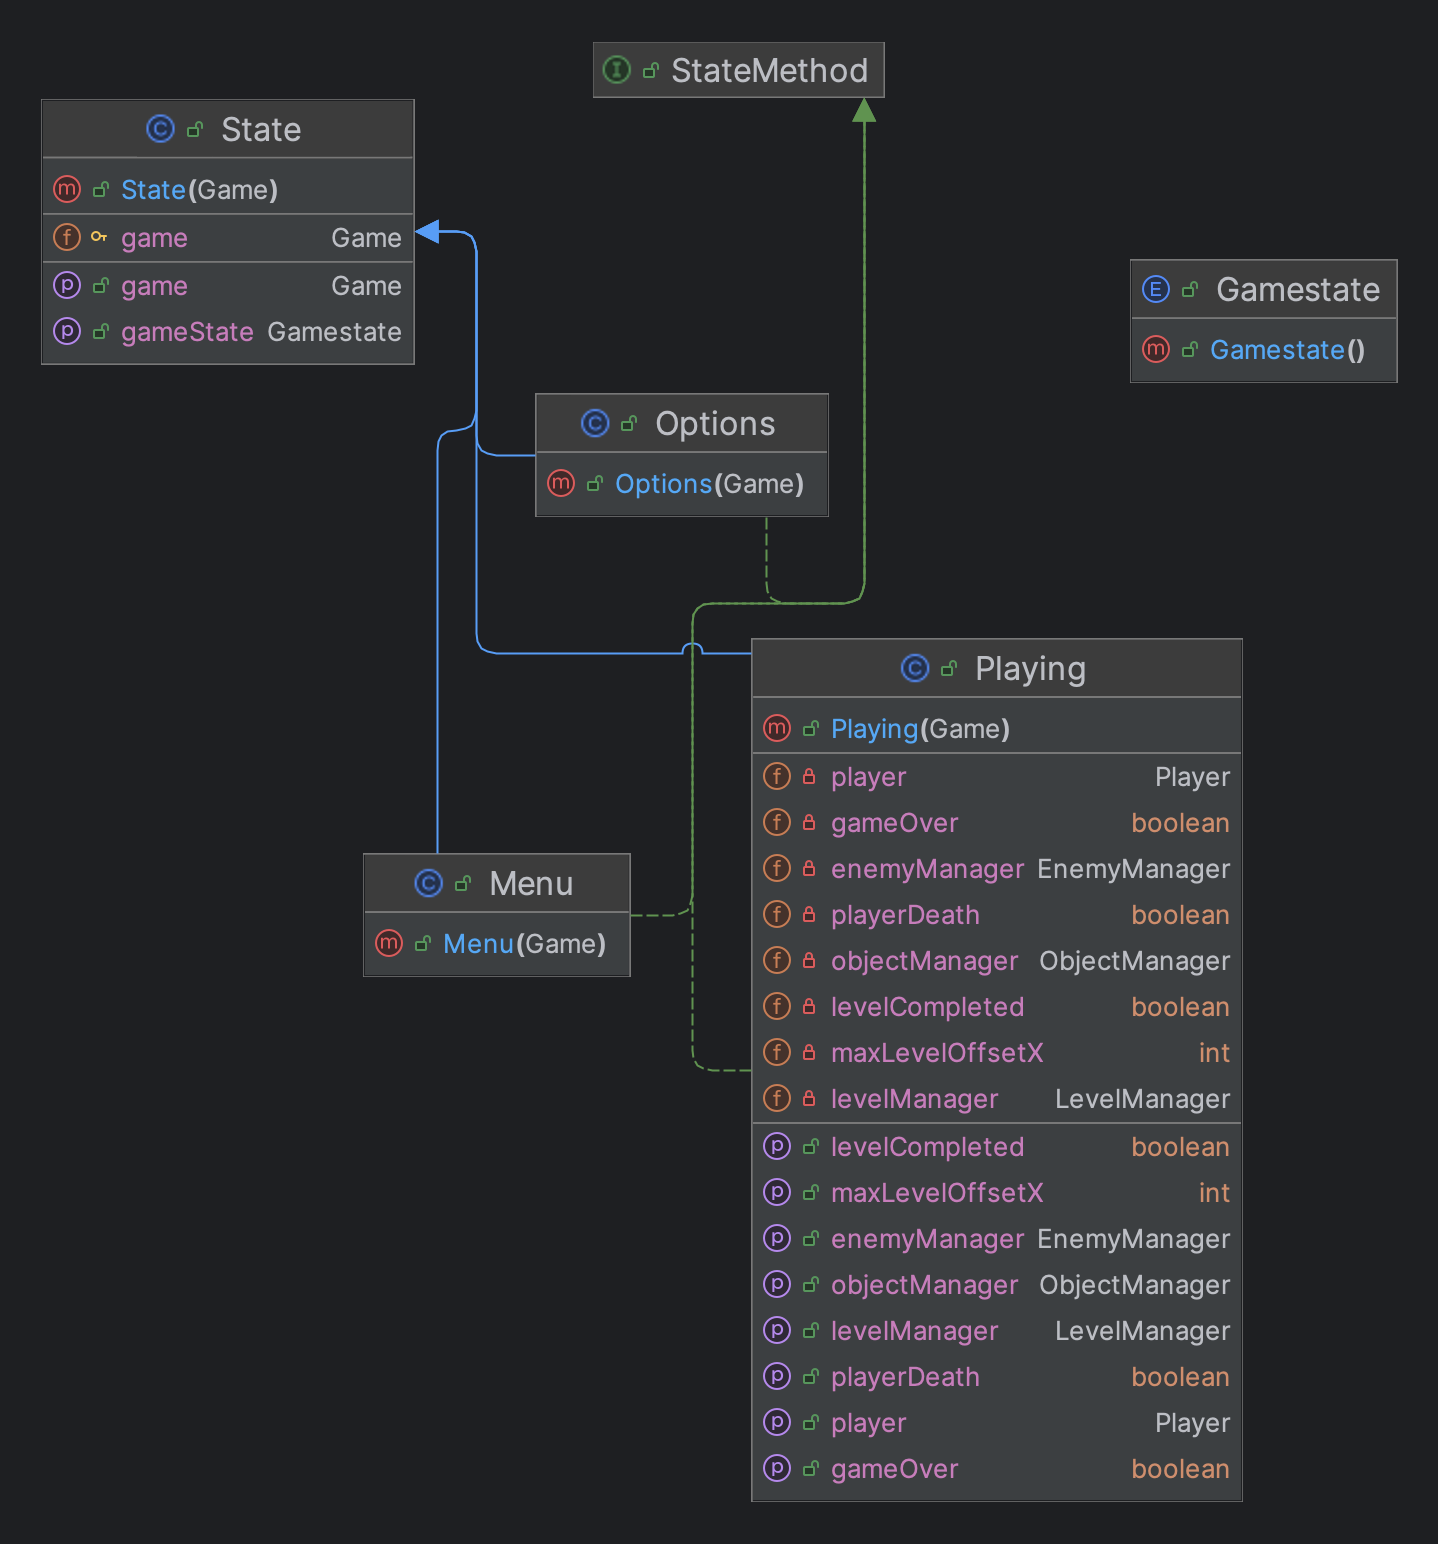 StateMethod
State
State(Game)
game Game
game Game
gameState Gamestate
Gamestate
Gamestate()
Options
Options(Game)
Playing
Playing(Game)
player Player
gameOver boolean
enemyManager EnemyManager
playerDeath boolean
objectManager ObjectManager
levelCompleted boolean
maxLevelOffsetX int
levelManager LevelManager
levelCompleted boolean
maxLevelOffsetX int
enemyManager EnemyManager
objectManager ObjectManager
levelManager LevelManager
playerDeath boolean
player Player
gameOver boolean
Menu
Menu(Game)